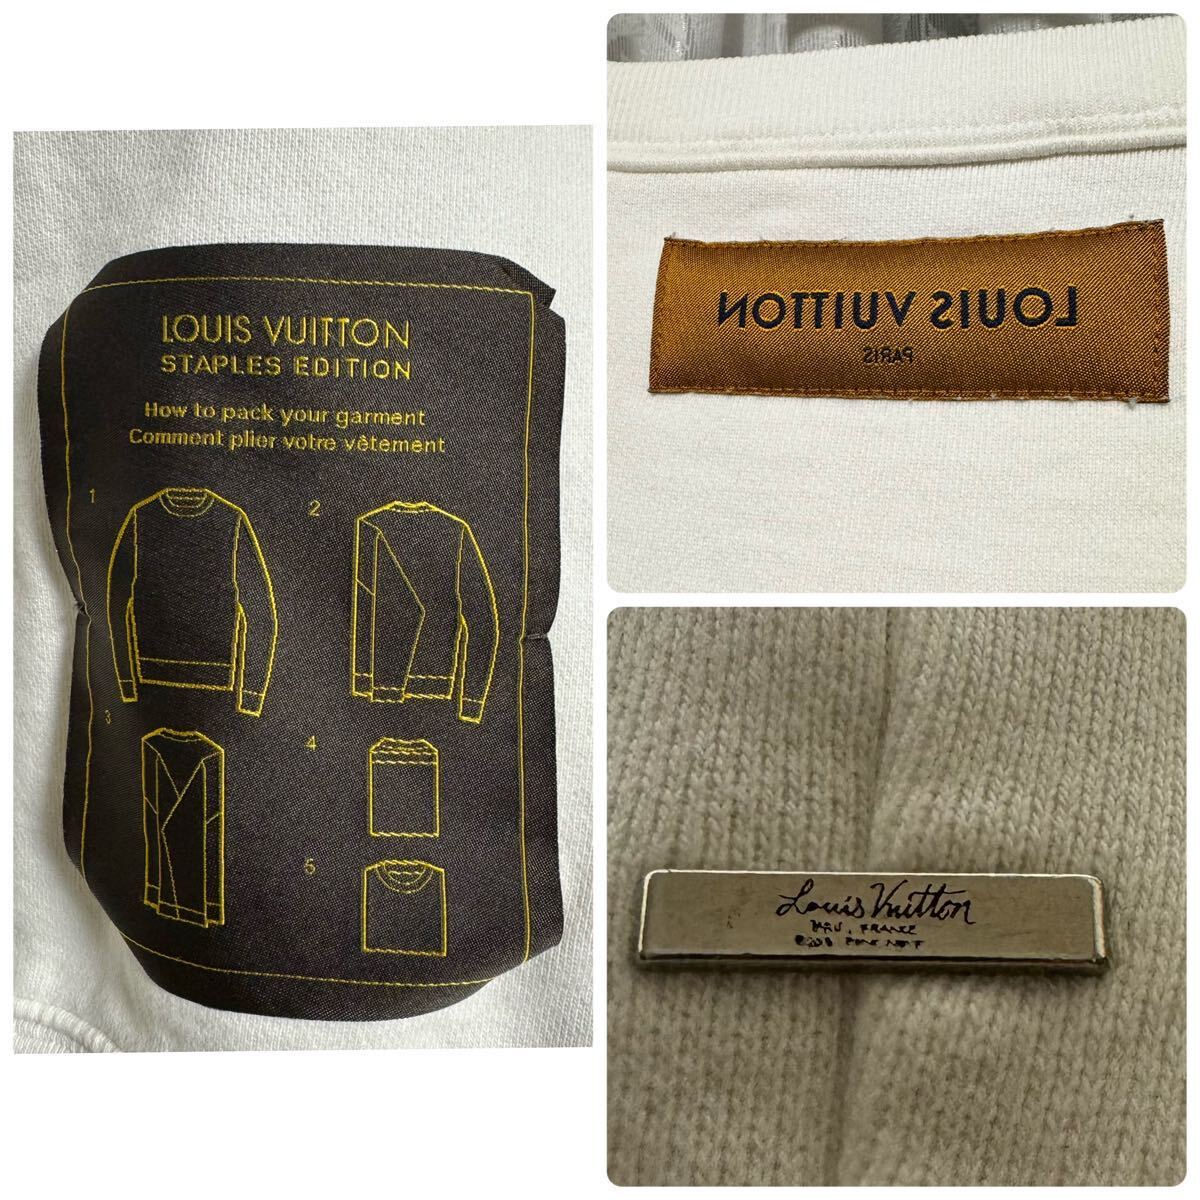 LOUIS VUITTON
STAPLES EDITION
How to pack your garment
Comment plier votre vêtement
1
2
3
4
5
LOUIS VUITTON
PARIS
Louis Vuitton
FRANCE